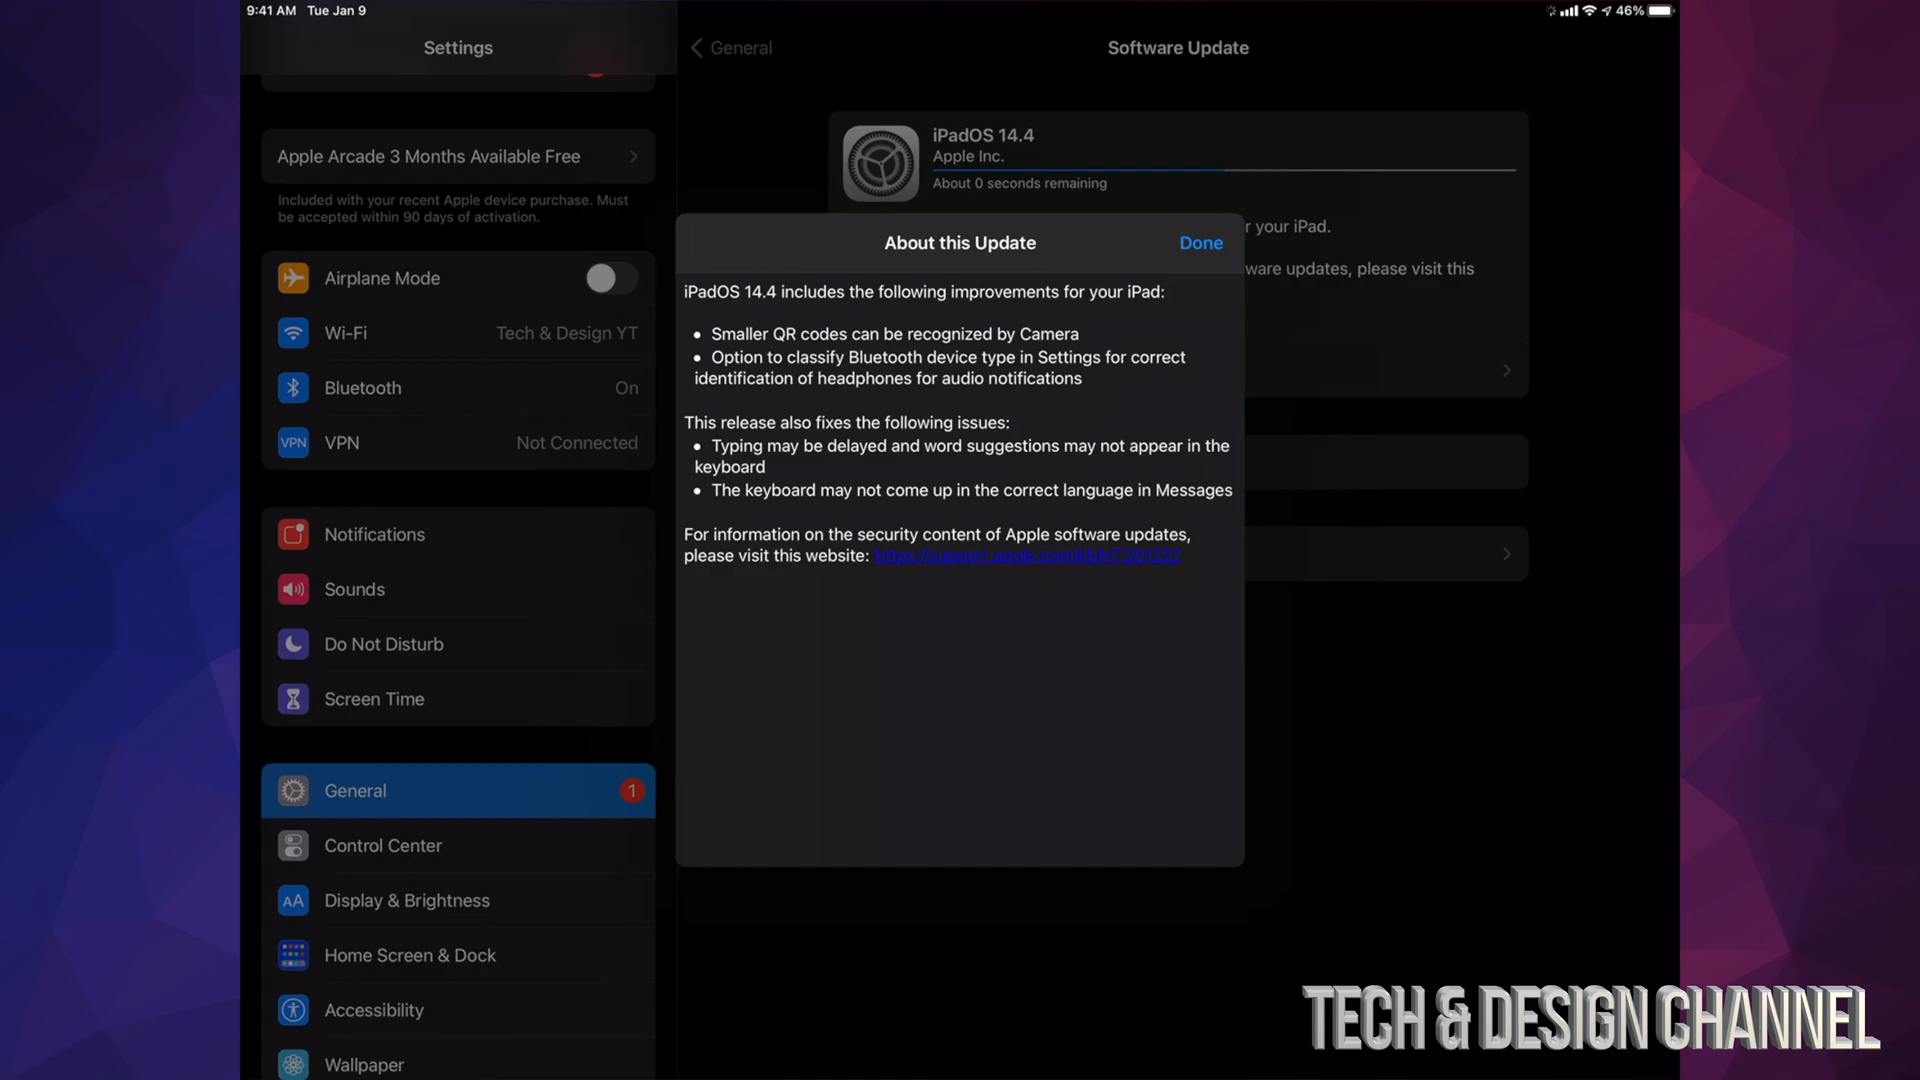 9:41 AM Tue Jan 9
46%
Settings
General
Software Update
iPadOS 14.4
Apple Inc.
About 0 seconds remaining
Apple Arcade 3 Months Available Free
Included with your recent Apple device purchase. Must
be accepted within 90 days of activation.
r your iPad.
ware updates, please visit this
About this Update
Done
iPadOS 14.4 includes the following improvements for your iPad:
• Smaller QR codes can be recognized by Camera
• Option to classify Bluetooth device type in Settings for correct
identification of headphones for audio notifications
This release also fixes the following issues:
• Typing may be delayed and word suggestions may not appear in the
keyboard
• The keyboard may not come up in the correct language in Messages
For information on the security content of Apple software updates,
please visit this website: https://support.apple.com/kb/HT201222
Airplane Mode
Wi-Fi Tech & Design YT
Bluetooth On
VPN VPN Not Connected
Notifications
Sounds
Do Not Disturb
Screen Time
General 1
Control Center
AA Display & Brightness
Home Screen & Dock
Accessibility
Wallpaper
TECH & DESIGN CHANNEL